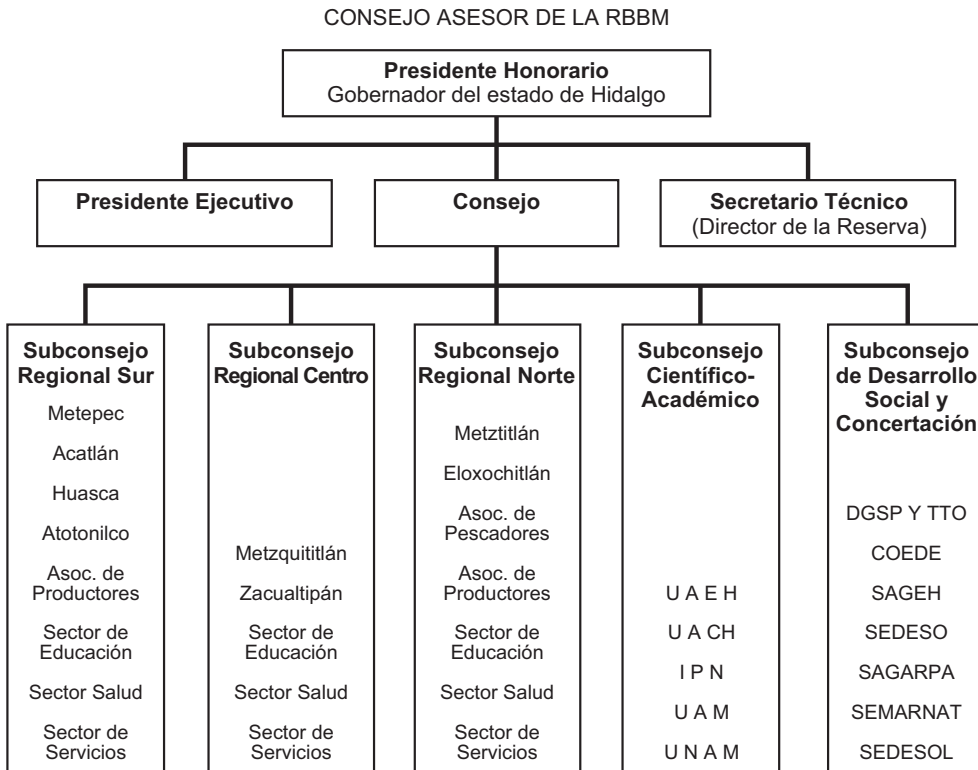 CONSEJO ASESOR DE LA RBBM
Presidente Honorario
Gobernador del estado de Hidalgo
Presidente Ejecutivo
Consejo
Secretario Técnico
(Director de la Reserva)
Subconsejo
Regional Sur
Metepec
Acatlán
Huasca
Atotonilco
Asoc. de
Productores
Sector de
Educación
Sector Salud
Sector de
Servicios
Subconsejo
Regional Centro
Metzquititlán
Zacualtipán
Sector de
Educación
Sector Salud
Sector de
Servicios
Subconsejo
Regional Norte
Metztitlán
Eloxochitlán
Asoc. de
Pescadores
Asoc. de
Productores
Sector de
Educación
Sector Salud
Sector de
Servicios
Subconsejo
Científico-
Académico
U A E H
U A CH
I P N
U A M
U N A M
Subconsejo
de Desarrollo
Social y
Concertación
DGSP Y TTO
COEDE
SAGEH
SEDESO
SAGARPA
SEMARNAT
SEDESOL